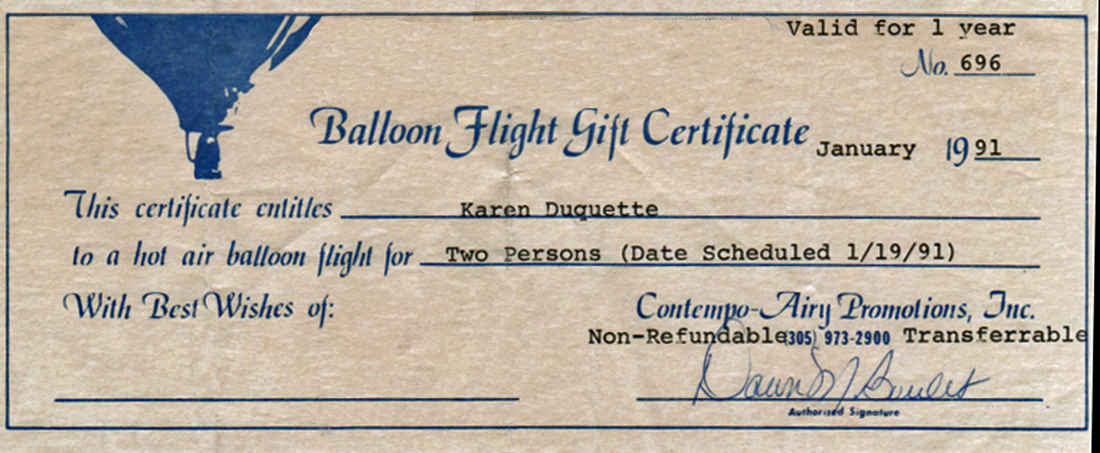 Valid for 1 year
No. 696
Balloon Flight Gift Certificate January 1991
This certificate entitles Karen Duquette
to a hot air balloon flight for Two Persons (Date Scheduled 1/19/91)
With Best Wishes of: Contempo-Airy Promotions, Inc.
Non-Refundable (305) 973-2900 Transferrable
Dawn
Authorized Signature